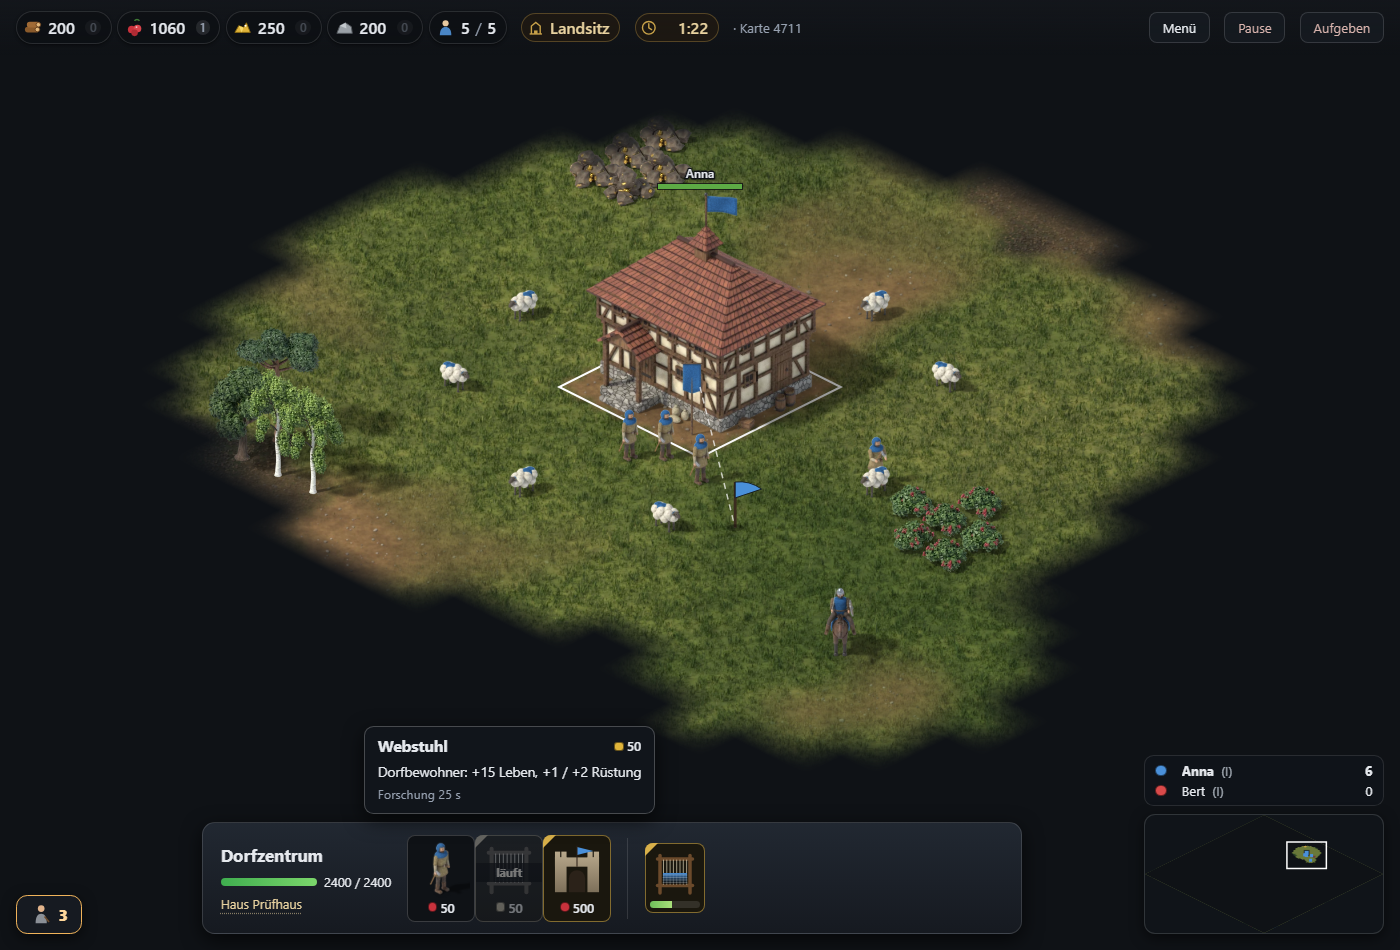 200 0
1060 1
250 0
200 0
5 / 5
Landsitz
1:22
· Karte 4711
Menü
Pause
Aufgeben
Anna
Webstuhl
50
Dorfbewohner: +15 Leben, +1 / +2 Rüstung
Forschung 25 s
Anna (I) 6
Bert (I) 0
Dorfzentrum
2400 / 2400
Haus Prüfhaus
50
läuft
50
500
3